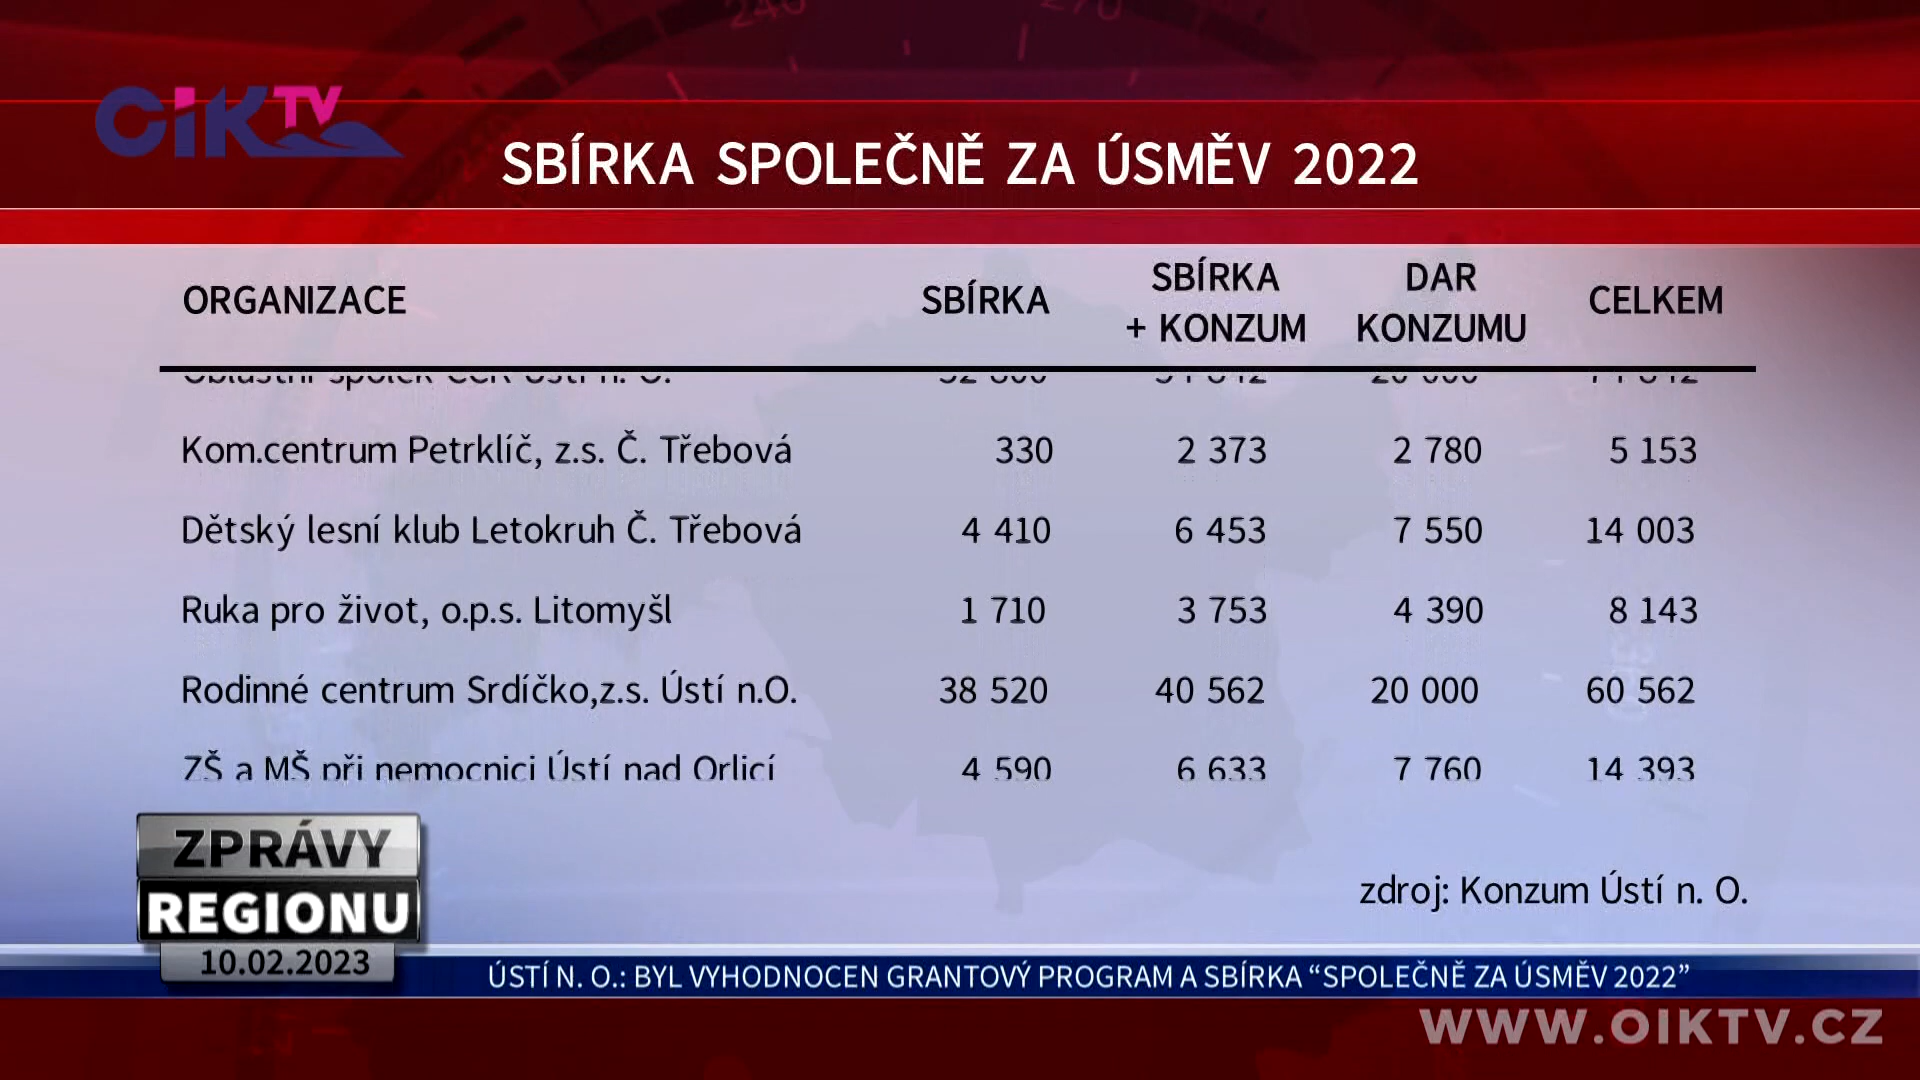 OIK TV
SBÍRKA SPOLEČNĚ ZA ÚSMĚV 2022
ORGANIZACE SBÍRKA SBÍRKA + KONZUM DAR KONZUMU CELKEM
Kom.centrum Petrklíč, z.s. Č. Třebová 330 2 373 2 780 5 153
Dětský lesní klub Letokruh Č. Třebová 4 410 6 453 7 550 14 003
Ruka pro život, o.p.s. Litomyšl 1 710 3 753 4 390 8 143
Rodinné centrum Srdíčko,z.s. Ústí n.O. 38 520 40 562 20 000 60 562
ZŠ a MŠ při nemocnici Ústí nad Orlicí 4 590 6 633 7 760 14 393
zdroj: Konzum Ústí n. O.
ZPRÁVY
REGIONU
10.02.2023
ÚSTÍ N. O.: BYL VYHODNOCEN GRANTOVÝ PROGRAM A SBÍRKA “SPOLEČNĚ ZA ÚSMĚV 2022”
WWW.OIKTV.CZ